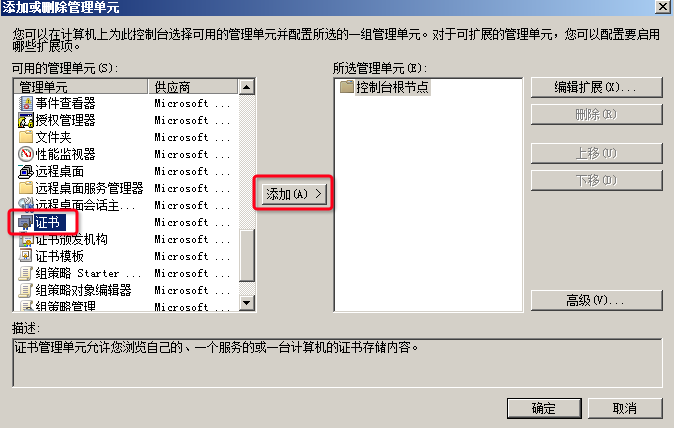 添加或删除管理单元
您可以在计算机上为此控制台选择可用的管理单元并配置所选的一组管理单元。对于可扩展的管理单元，您可以配置要启用
哪些扩展项。
可用的管理单元(S):
管理单元 供应商
事件查看器 Microsoft ...
授权管理器 Microsoft ...
文件夹 Microsoft ...
性能监视器 Microsoft ...
远程桌面 Microsoft ...
远程桌面服务管理器 Microsoft ...
远程桌面会话主... Microsoft ...
证书 Microsoft ...
证书颁发机构 Microsoft ...
证书模板 Microsoft ...
组策略 Starter ... Microsoft ...
组策略对象编辑器 Microsoft ...
组策略管理 Microsoft ...
添加(A) >
所选管理单元(E):
控制台根节点
编辑扩展(X)...
删除(R)
上移(U)
下移(D)
高级(V)...
描述:
证书管理单元允许您浏览自己的、一个服务的或一台计算机的证书存储内容。
确定
取消